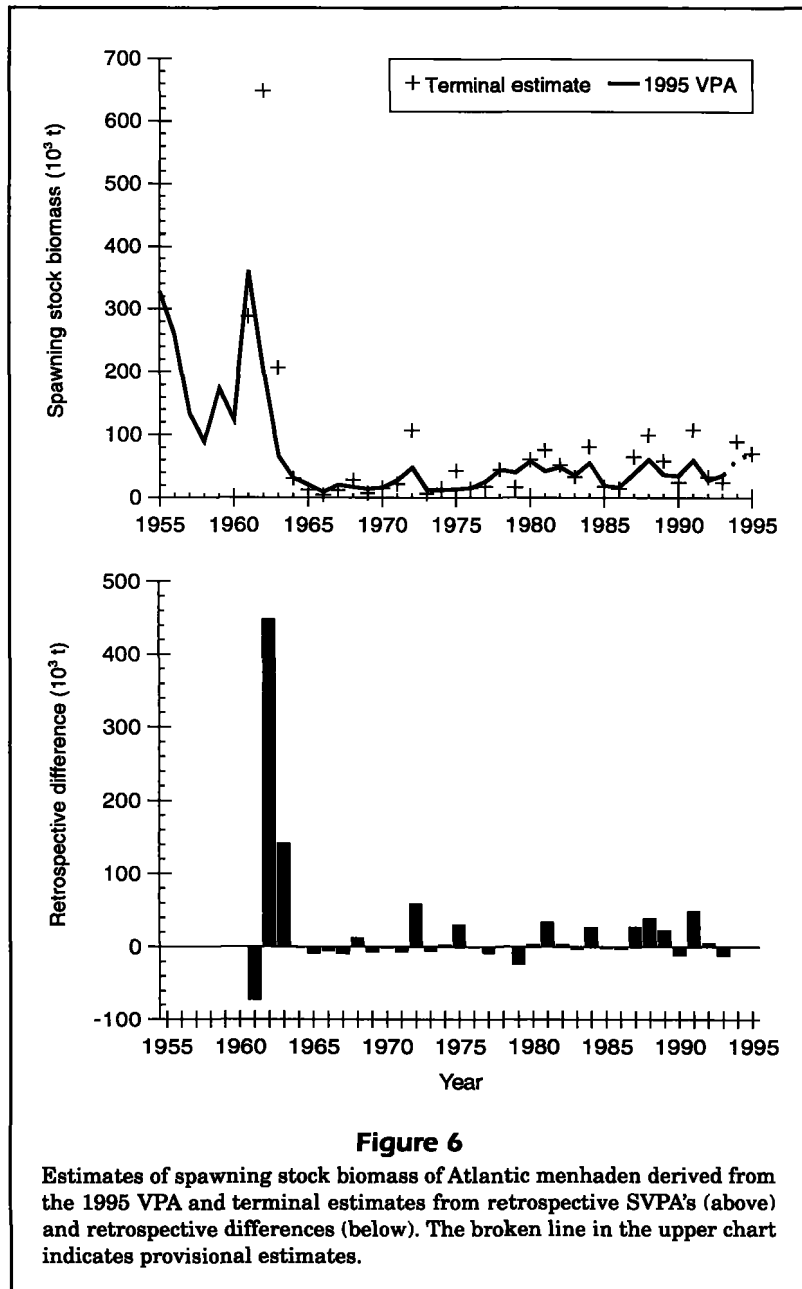 700
600
500
400
300
200
100
0
Spawning stock biomass (10³ t)
+ Terminal estimate — 1995 VPA
1955 1960 1965 1970 1975 1980 1985 1990 1995
500
400
300
200
100
0
-100
Retrospective difference (10³ t)
1955 1960 1965 1970 1975 1980 1985 1990 1995
Year
Figure 6
Estimates of spawning stock biomass of Atlantic menhaden derived from
the 1995 VPA and terminal estimates from retrospective SVPA's (above)
and retrospective differences (below). The broken line in the upper chart
indicates provisional estimates.